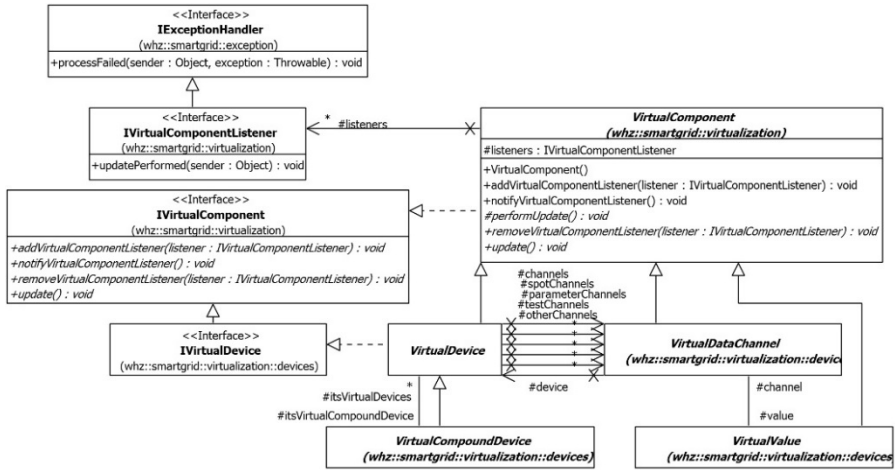 <<Interface>>
IExceptionHandler
(whz::smartgrid::exception)
+processFailed(sender : Object, exception : Throwable) : void
<<Interface>>
IVirtualComponentListener
(whz::smartgrid::virtualization)
+updatePerformed(sender : Object) : void
*
#listeners
VirtualComponent
(whz::smartgrid::virtualization)
#listeners : IVirtualComponentListener
+VirtualComponent()
+addVirtualComponentListener(listener : IVirtualComponentListener) : void
+notifyVirtualComponentListener() : void
#performUpdate() : void
+removeVirtualComponentListener(listener : IVirtualComponentListener) : void
+update() : void
<<Interface>>
IVirtualComponent
(whz::smartgrid::virtualization)
+addVirtualComponentListener(listener : IVirtualComponentListener) : void
+notifyVirtualComponentListener() : void
+removeVirtualComponentListener(listener : IVirtualComponentListener) : void
+update() : void
#channels
#spotChannels
#parameterChannels
#testChannels
#otherChannels
<<Interface>>
IVirtualDevice
(whz::smartgrid::virtualization::devices)
VirtualDevice
*
*
*
*
*
VirtualDataChannel
(whz::smartgrid::virtualization::device
#device
*
#itsVirtualDevices
#itsVirtualCompoundDevice
#channel
#value
VirtualCompoundDevice
(whz::smartgrid::virtualization::devices)
VirtualValue
(whz::smartgrid::virtualization::devices